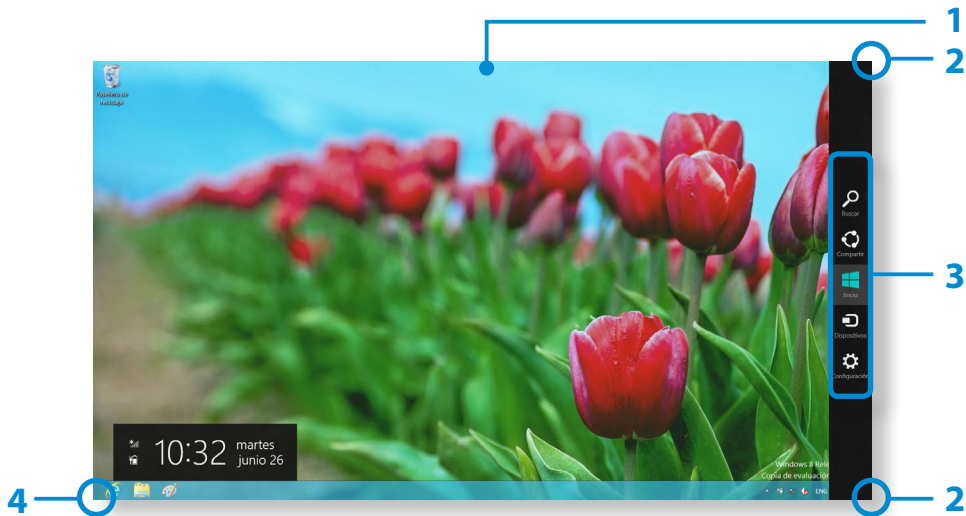 1
2
Papelera de
reciclaje
Buscar
Compartir
3
Inicio
Dispositivos
Configuración
10:32
martes
junio 26
Windows 8 Rele
Copia de evaluación
ENG
4
2